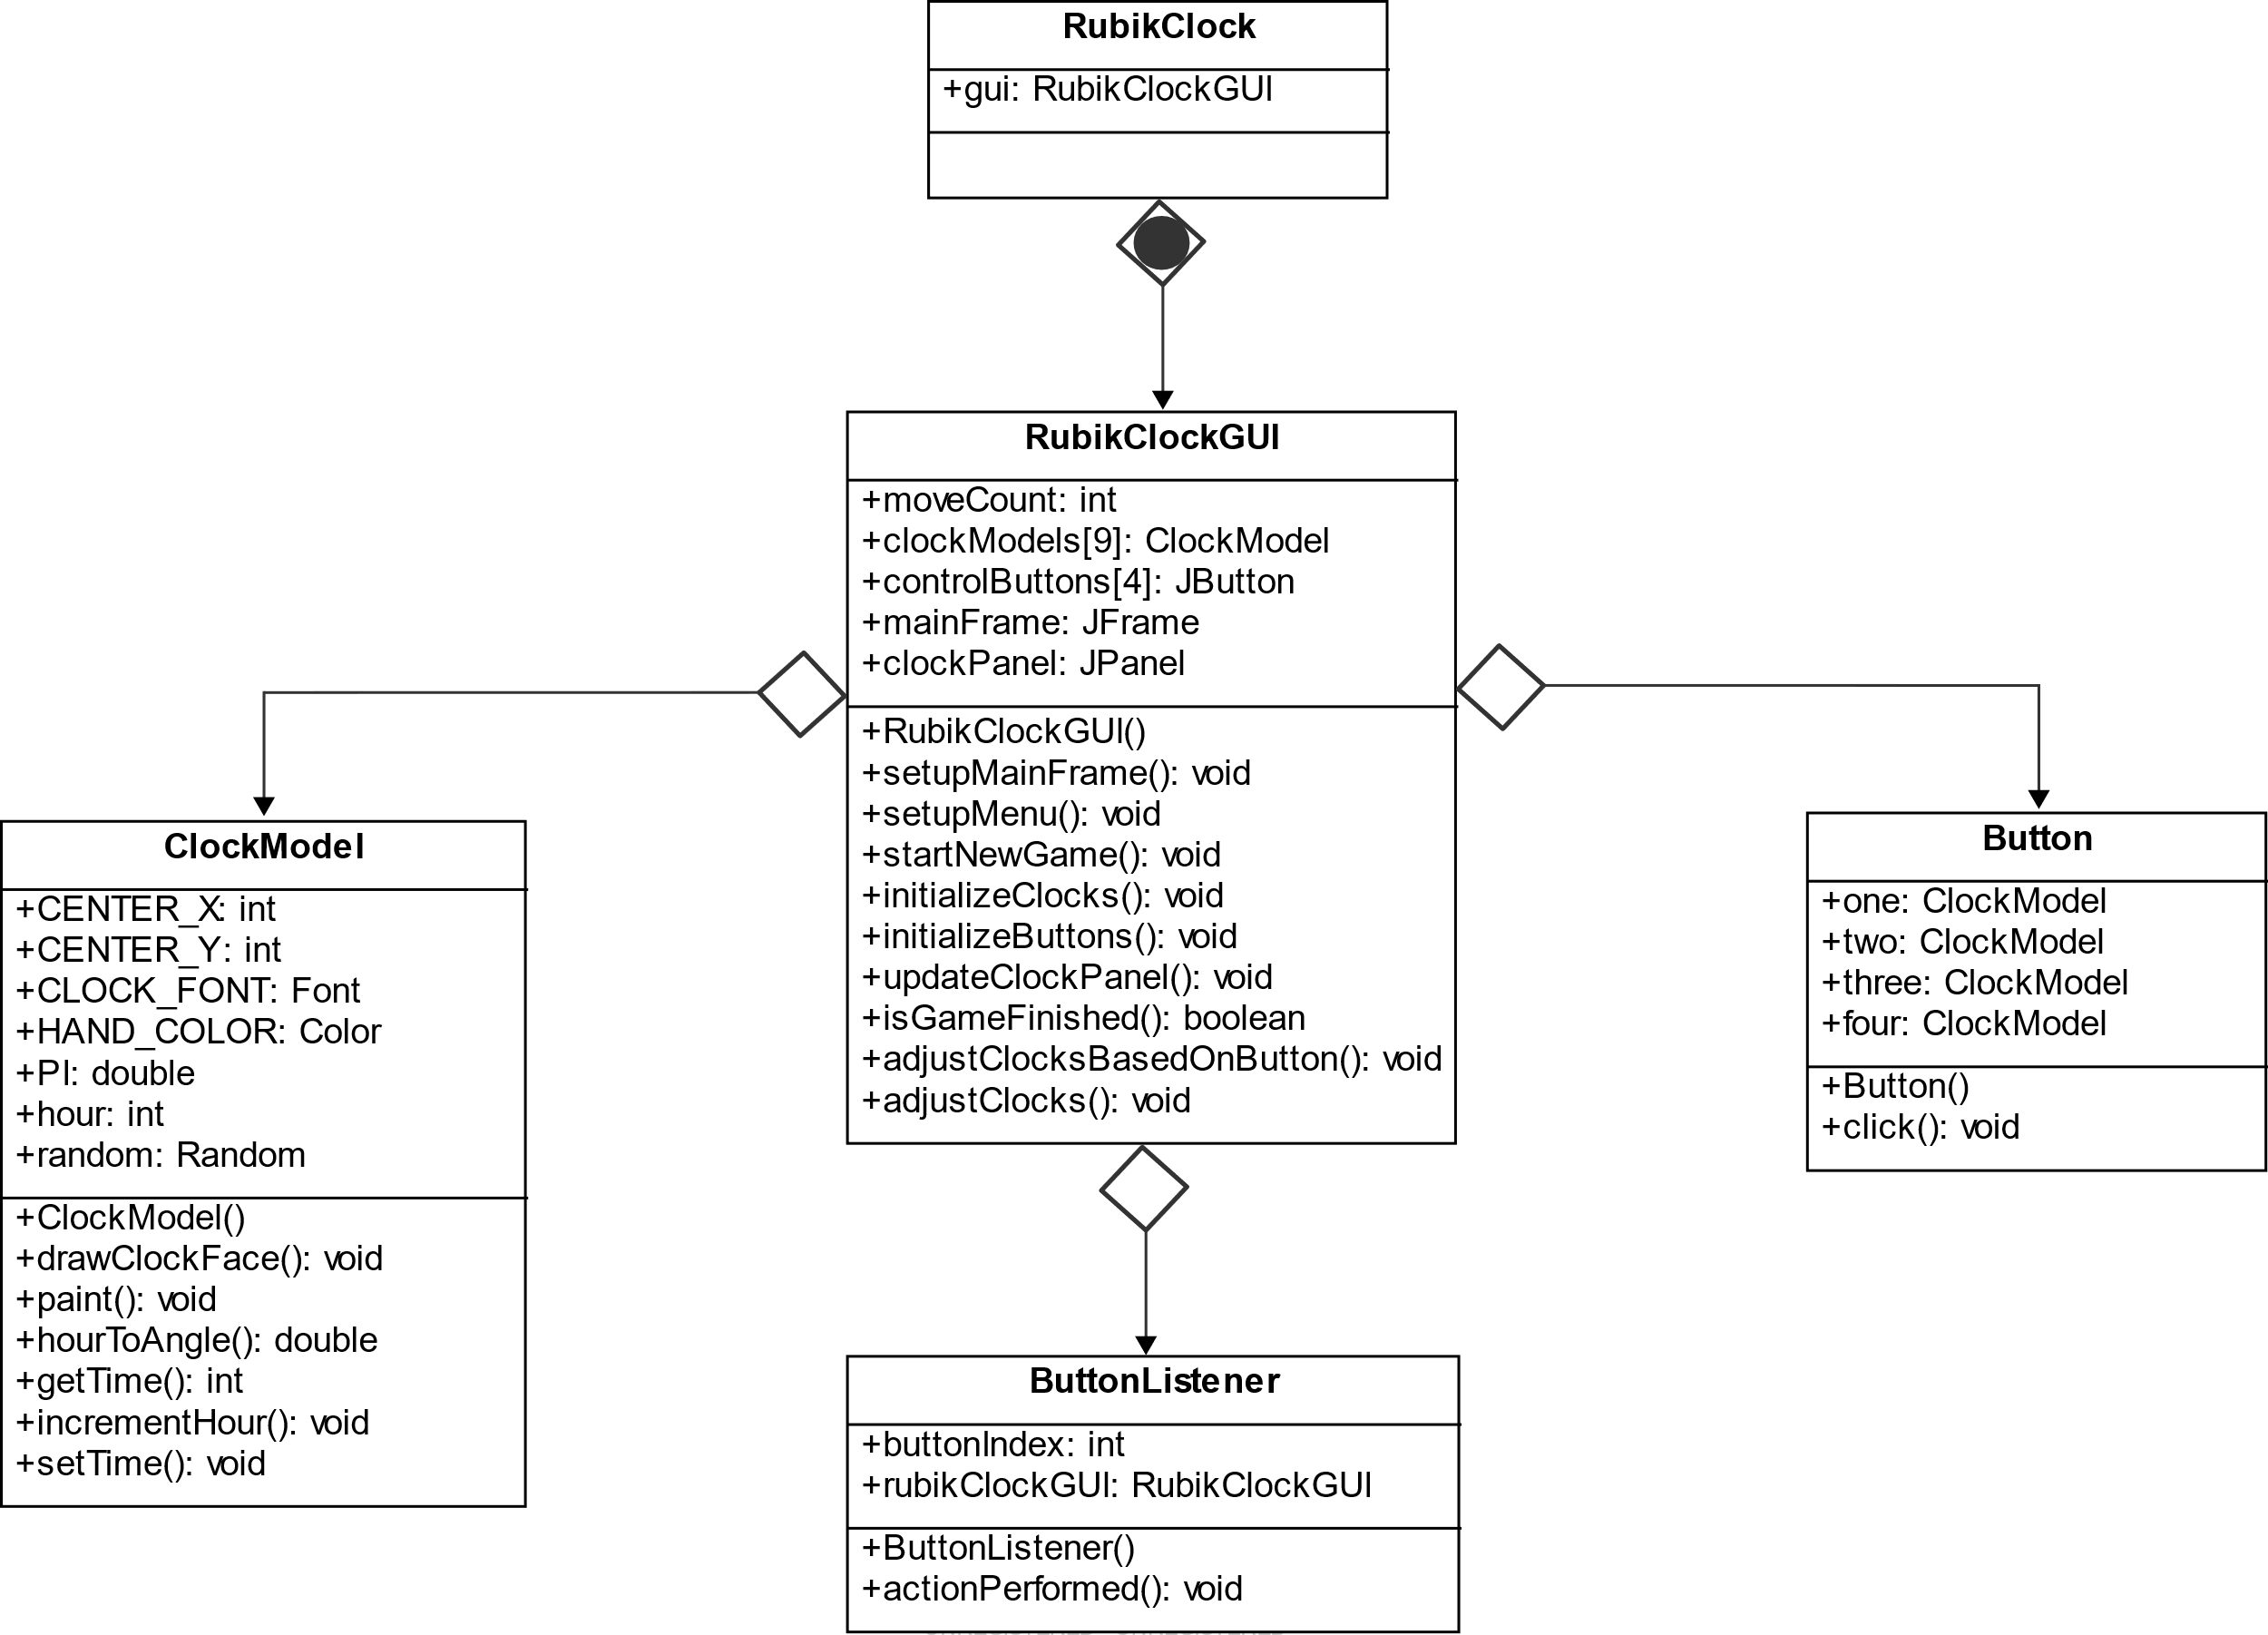 RubikClock
+gui: RubikClockGUI
RubikClockGUI
+moveCount: int
+clockModels[9]: ClockModel
+controlButtons[4]: JButton
+mainFrame: JFrame
+clockPanel: JPanel
+RubikClockGUI()
+setupMainFrame(): void
+setupMenu(): void
+startNewGame(): void
+initializeClocks(): void
+initializeButtons(): void
+updateClockPanel(): void
+isGameFinished(): boolean
+adjustClocksBasedOnButton(): void
+adjustClocks(): void
ClockModel
+CENTER_X: int
+CENTER_Y: int
+CLOCK_FONT: Font
+HAND_COLOR: Color
+PI: double
+hour: int
+random: Random
+ClockModel()
+drawClockFace(): void
+paint(): void
+hourToAngle(): double
+getTime(): int
+incrementHour(): void
+setTime(): void
Button
+one: ClockModel
+two: ClockModel
+three: ClockModel
+four: ClockModel
+Button()
+click(): void
ButtonListener
+buttonIndex: int
+rubikClockGUI: RubikClockGUI
+ButtonListener()
+actionPerformed(): void